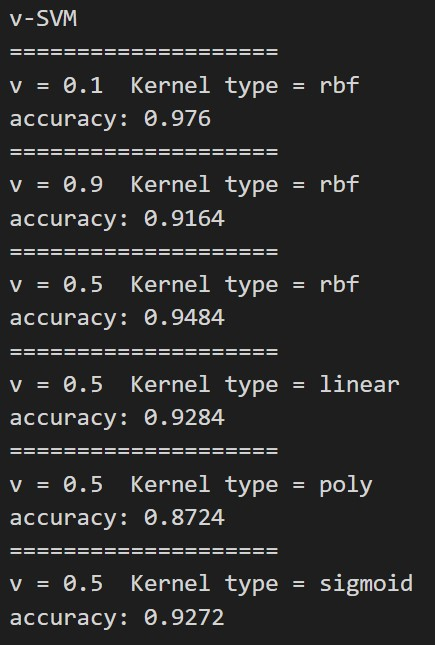 v-SVM
====================
v = 0.1  Kernel type = rbf
accuracy: 0.976
====================
v = 0.9  Kernel type = rbf
accuracy: 0.9164
====================
v = 0.5  Kernel type = rbf
accuracy: 0.9484
====================
v = 0.5  Kernel type = linear
accuracy: 0.9284
====================
v = 0.5  Kernel type = poly
accuracy: 0.8724
====================
v = 0.5  Kernel type = sigmoid
accuracy: 0.9272